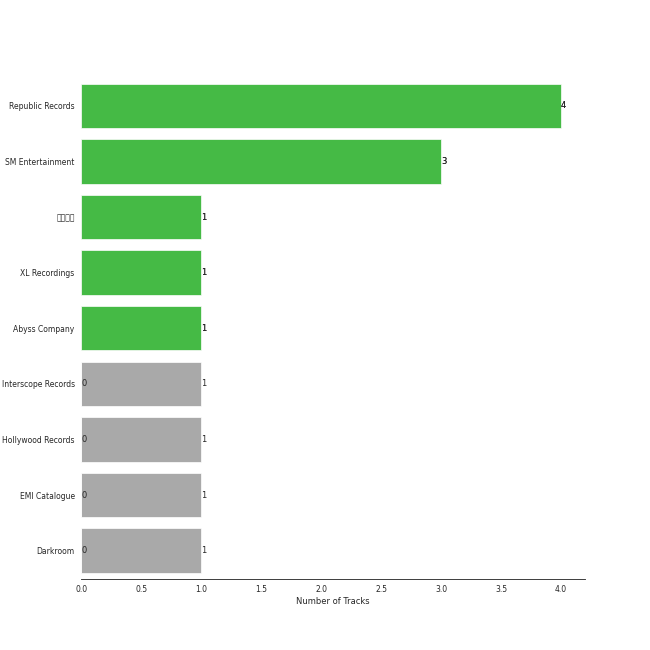 Republic Records 4
SM Entertainment 3
1
XL Recordings 1
Abyss Company 1
Interscope Records 0 1
Hollywood Records 0 1
EMI Catalogue 0 1
Darkroom 0 1
0.0 0.5 1.0 1.5 2.0 2.5 3.0 3.5 4.0
Number of Tracks